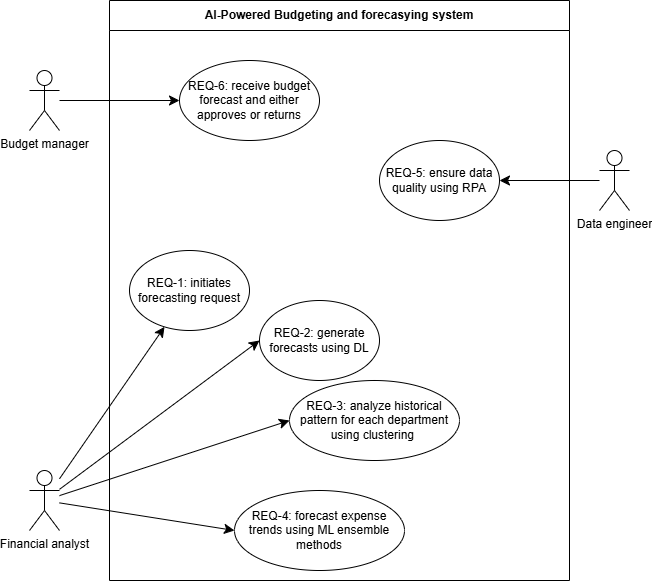 AI-Powered Budgeting and forecasying system
REQ-6: receive budget
forecast and either
approves or returns
Budget manager
REQ-5: ensure data
quality using RPA
Data engineer
REQ-1: initiates
forecasting request
REQ-2: generate
forecasts using DL
REQ-3: analyze historical
pattern for each department
using clustering
REQ-4: forecast expense
trends using ML ensemble
methods
Financial analyst